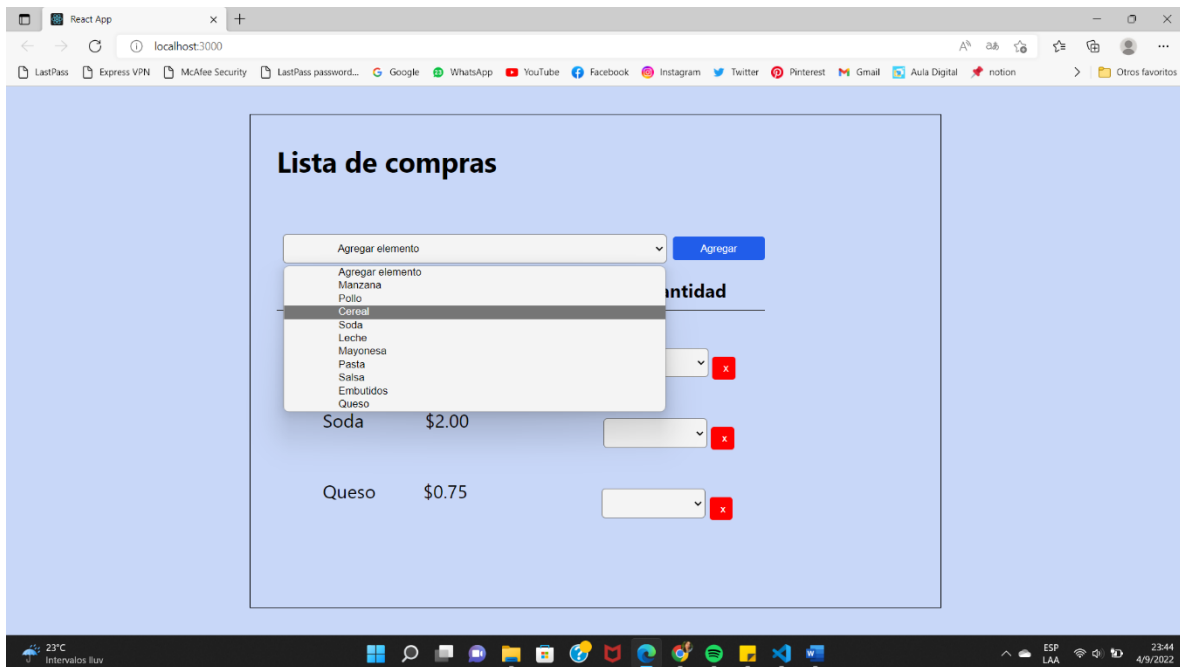 React App
localhost:3000
LastPass Express VPN McAfee Security LastPass password... Google WhatsApp YouTube Facebook Instagram Twitter Pinterest Gmail Aula Digital notion Otros favoritos
Lista de compras
Agregar elemento Agregar
Agregar elemento
Manzana
antidad
Pollo
Cereal
Soda
Leche
Mayonesa
Pasta
x
Salsa
Embutidos
Queso
Soda $2.00
x
Queso $0.75
x
23°C
Intervalos lluv
ESP
LAA
23:44
4/9/2022